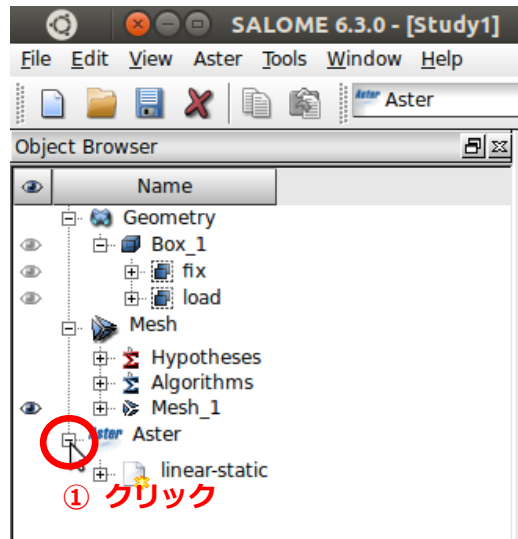 SALOME 6.3.0 - [Study1]
File Edit View Aster Tools Window Help
Aster Aster
Object Browser
Name
Geometry
Box_1
fix
load
Mesh
Hypotheses
Algorithms
Mesh_1
Aster Aster
linear-static
① クリック